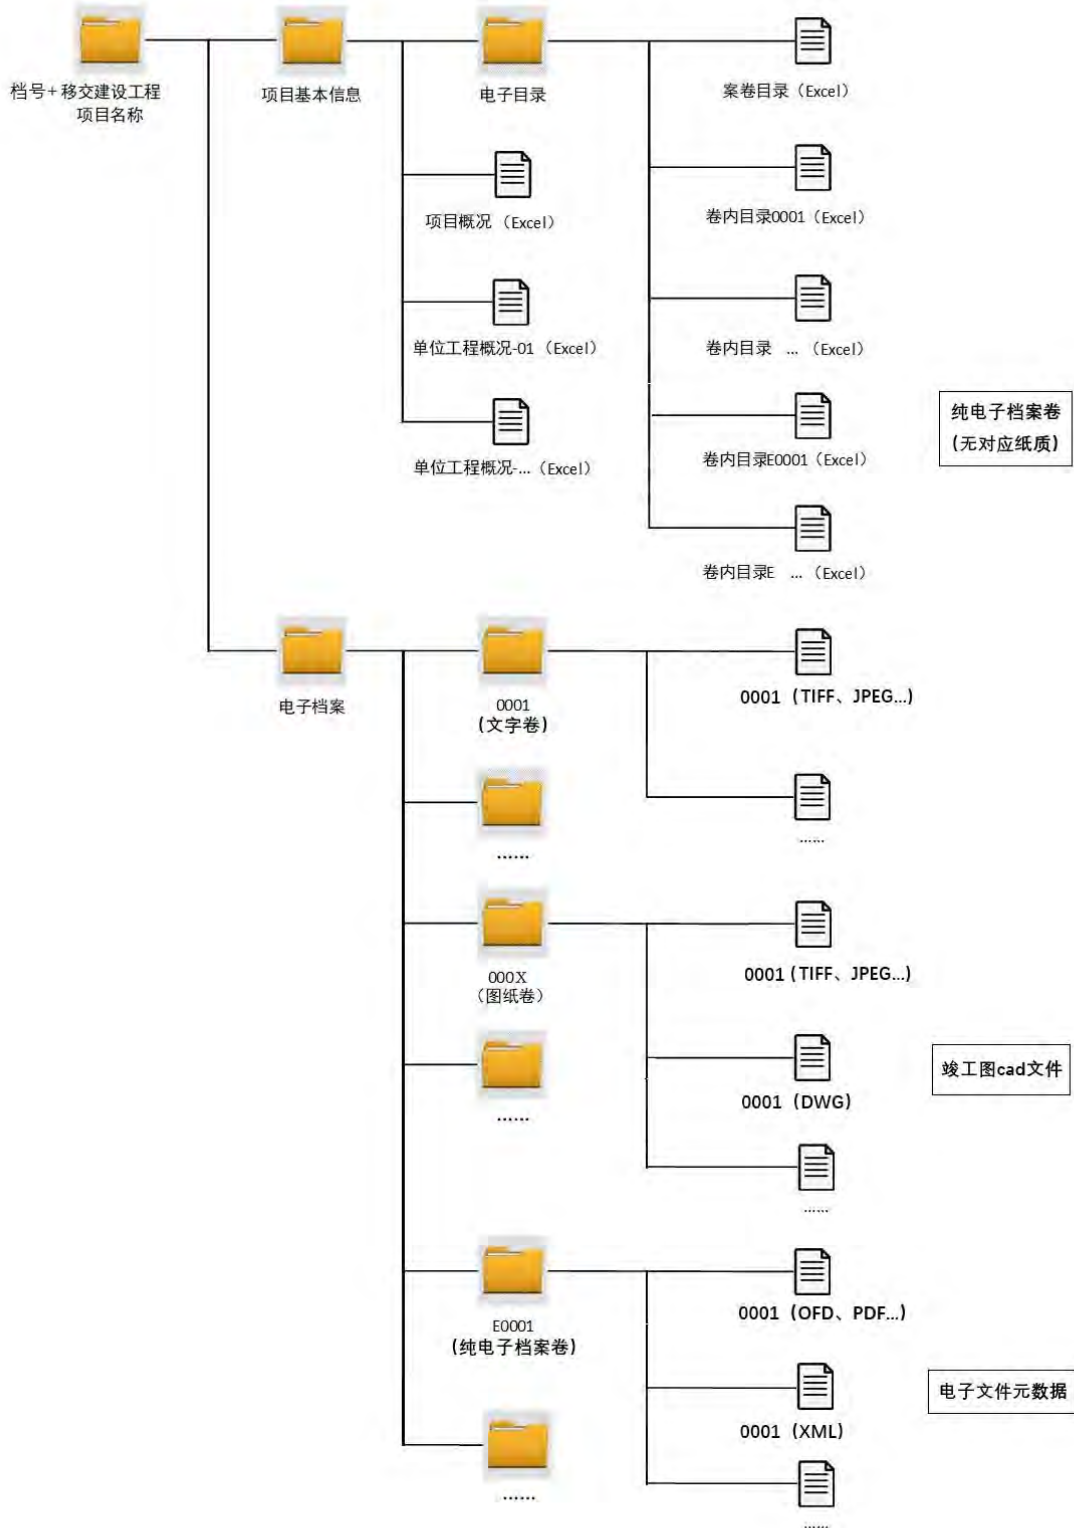 档号+移交建设工程
项目名称
项目基本信息
电子目录
案卷目录（Excel）
项目概况（Excel）
卷内目录0001（Excel）
单位工程概况-01（Excel）
卷内目录 ...（Excel）
单位工程概况-...（Excel）
卷内目录E0001（Excel）
纯电子档案卷
(无对应纸质)
卷内目录E ...（Excel）
电子档案
0001
(文字卷)
0001（TIFF、JPEG...）
......
......
000X
（图纸卷）
0001（TIFF、JPEG...）
......
0001（DWG）
竣工图cad文件
......
E0001
(纯电子档案卷)
0001（OFD、PDF...）
0001（XML）
电子文件元数据
......
......